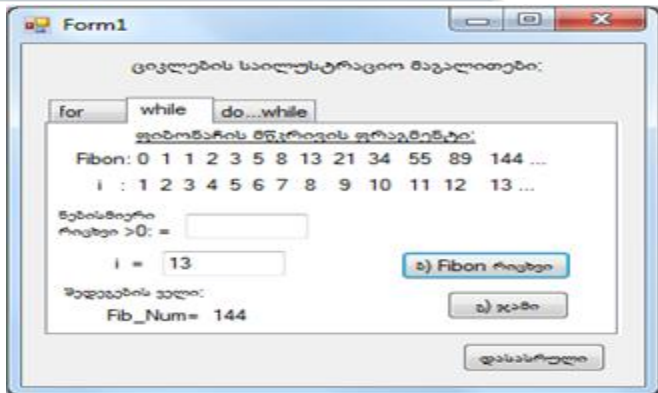 Form1
ციკლების საილუსტრაციო მაგალითები:
for while do...while
ფიბონაჩის მწკრივის ფრაგმენტი:
Fibon: 0 1 1 2 3 5 8 13 21 34 55 89 144 ...
i : 1 2 3 4 5 6 7 8 9 10 11 12 13 ...
ნებისმიერი
რიცხვი >0: =
i = 13
ა) Fibon რიცხვი
შედეგების ველი:
ბ) ჯამი
Fib_Num= 144
დასასრული